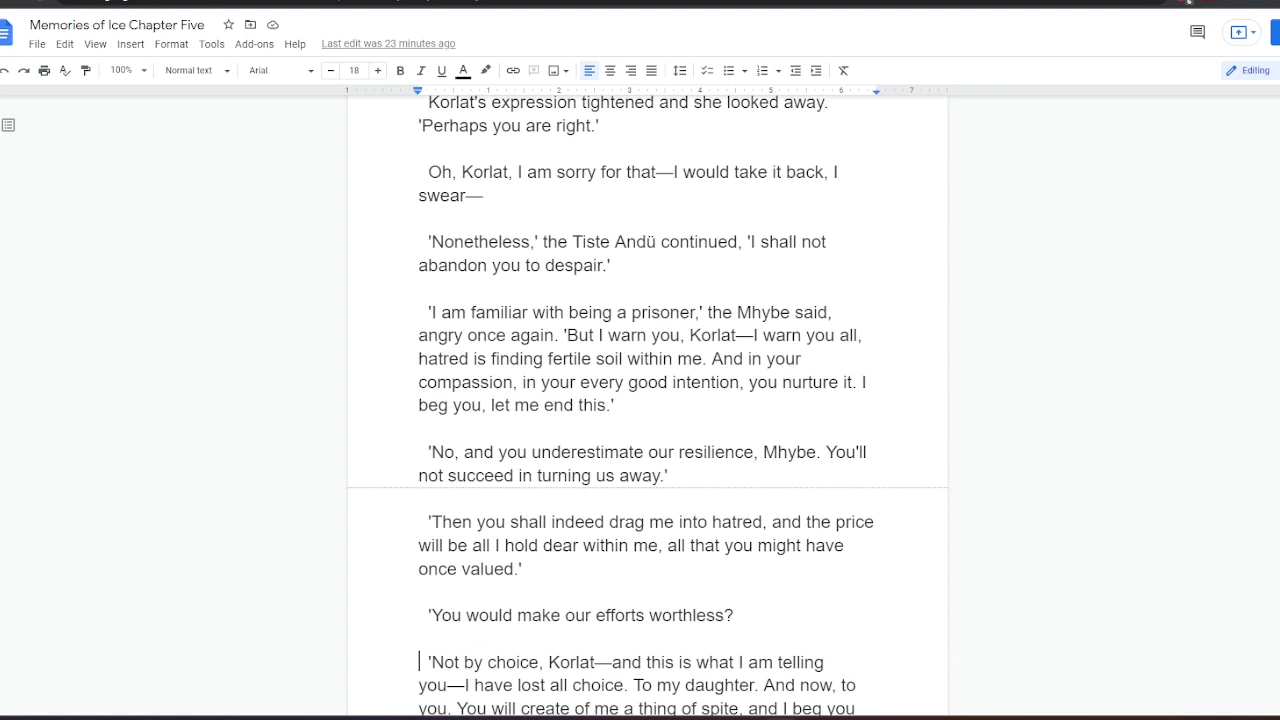 Memories of Ice Chapter Five
File Edit View Insert Format Tools Add-ons Help Last edit was 23 minutes ago
100% Normal text Arial 18 B I U A Editing
1 1 2 3 4 5 6 7
Korlat's expression tightened and she looked away.
'Perhaps you are right.'
Oh, Korlat, I am sorry for that—I would take it back, I
swear—
'Nonetheless,' the Tiste Andü continued, 'I shall not
abandon you to despair.'
'I am familiar with being a prisoner,' the Mhybe said,
angry once again. 'But I warn you, Korlat—I warn you all,
hatred is finding fertile soil within me. And in your
compassion, in your every good intention, you nurture it. I
beg you, let me end this.'
'No, and you underestimate our resilience, Mhybe. You'll
not succeed in turning us away.'
'Then you shall indeed drag me into hatred, and the price
will be all I hold dear within me, all that you might have
once valued.'
'You would make our efforts worthless?
'Not by choice, Korlat—and this is what I am telling
you—I have lost all choice. To my daughter. And now, to
you. You will create of me a thing of spite, and I beg you